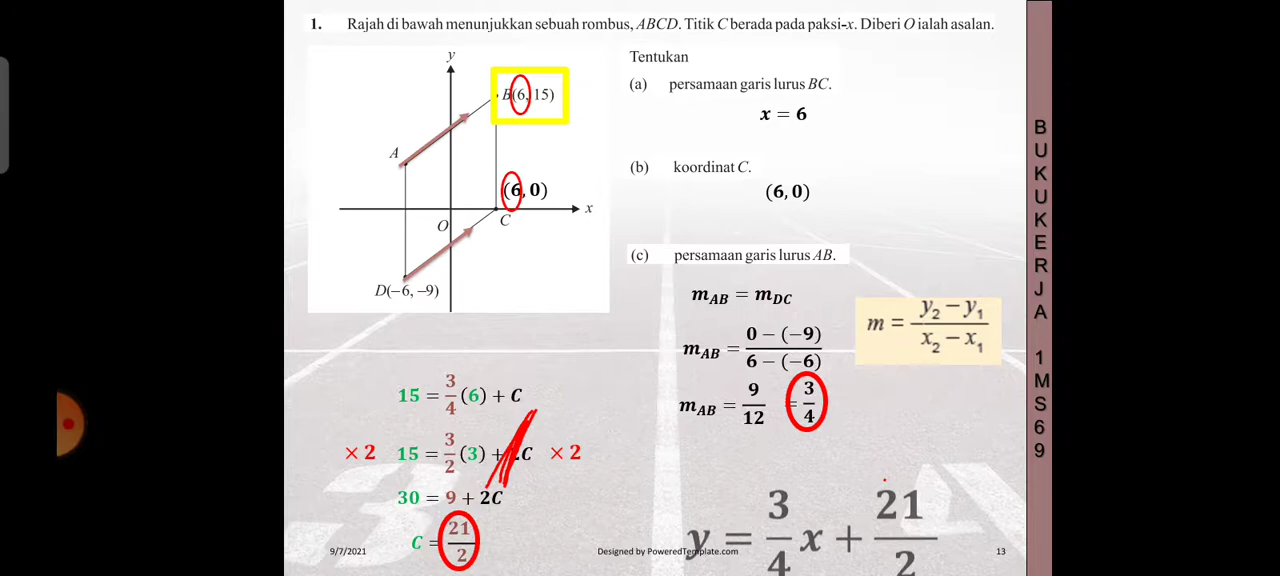 1. Rajah di bawah menunjukkan sebuah rombus, ABCD. Titik C berada pada paksi-x. Diberi O ialah asalan.
y
B(6, 15)
A
(6, 0)
x
O
C
D(−6, −9)
Tentukan
(a) persamaan garis lurus BC.
x = 6
(b) koordinat C.
(6, 0)
(c) persamaan garis lurus AB.
m_AB = m_DC
m_AB = (0 − (−9))/(6 − (−6))
m_AB = 9/12 = 3/4
m = (y₂ − y₁)/(x₂ − x₁)
15 = 3/4 (6) + C
× 2 15 = 3/2 (3) + C × 2
30 = 9 + 2C
C = 21/2
y = 3/4 x + 21/2
9/7/2021
Designed by PoweredTemplate.com
13
BUKU KERJA 1 MS 69